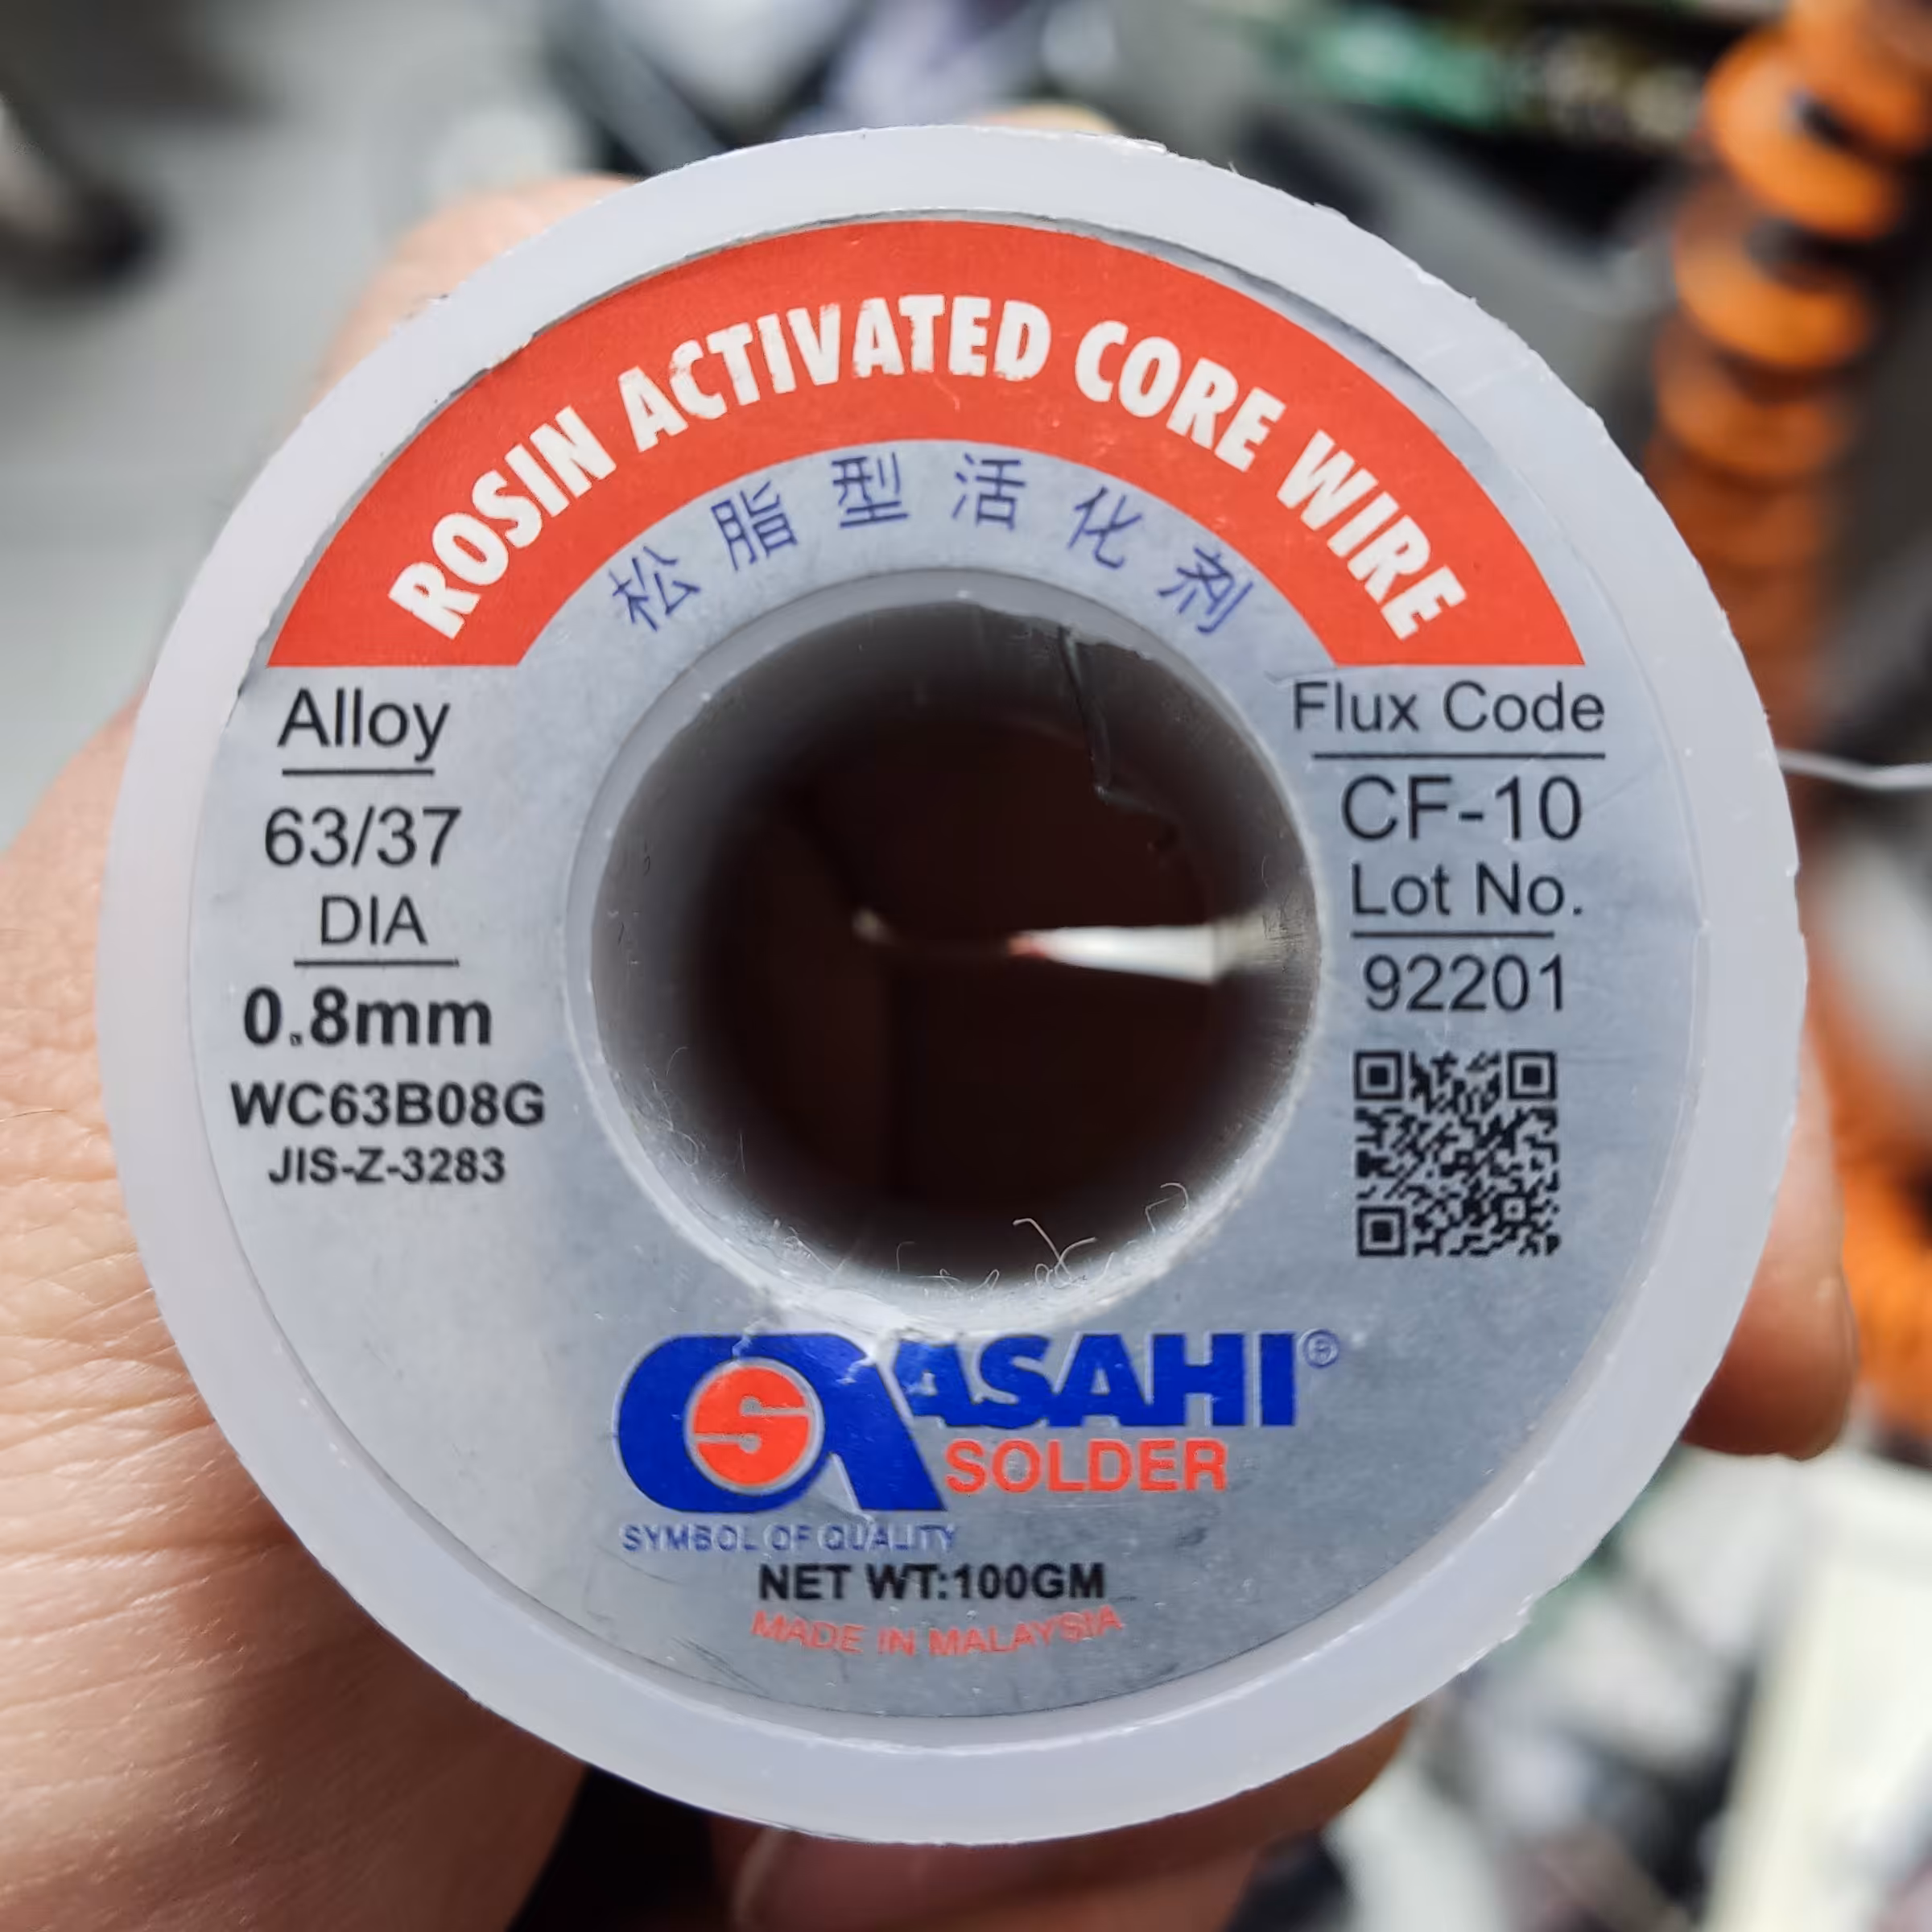 ROSIN ACTIVATED CORE WIRE
松脂型活化剂
Alloy
63/37
DIA
0.8mm
WC63B08G
JIS-Z-3283
Flux Code
CF-10
Lot No.
92201
S
ASAHI®
SOLDER
SYMBOL OF QUALITY
NET WT:100GM
MADE IN MALAYSIA